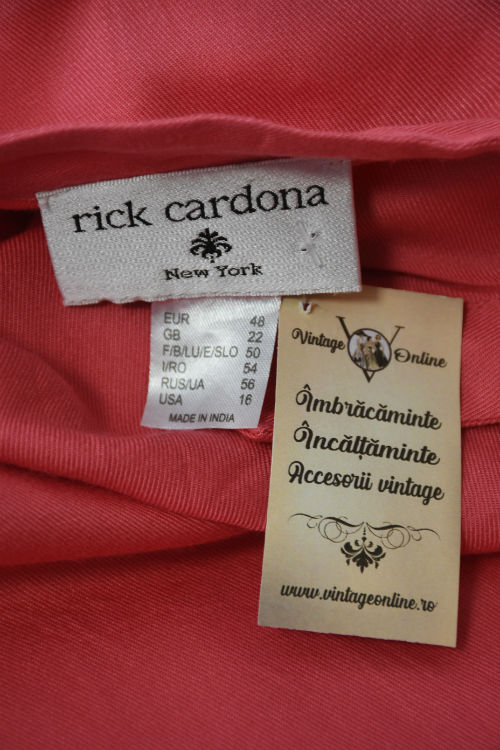 rick cardona
New York
EUR 48
GB 22
F/B/LU/E/SLO 50
I/RO 54
RUS/UA 56
USA 16
MADE IN INDIA
Vintage V Online
Îmbrăcăminte
Încălțăminte
Accesorii vintage
www.vintageonline.ro